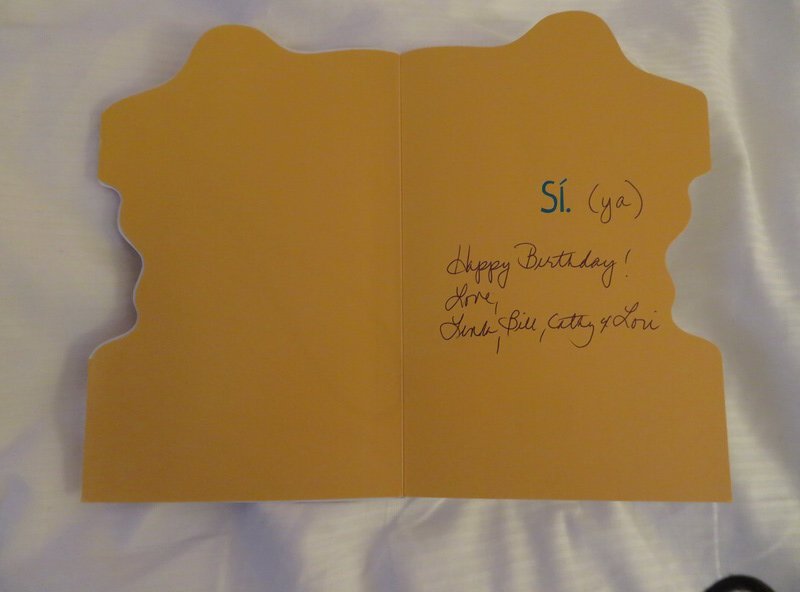 Sí. (ya)
Happy Birthday!
Love,
Linda, Bill, Cathy & Lori